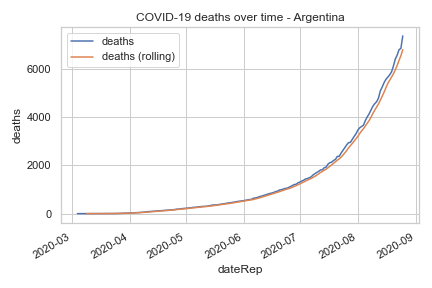 COVID-19 deaths over time - Argentina
deaths
deaths (rolling)
6000
4000
2000
0
deaths
2020-03
2020-04
2020-05
2020-06
2020-07
2020-08
2020-09
dateRep